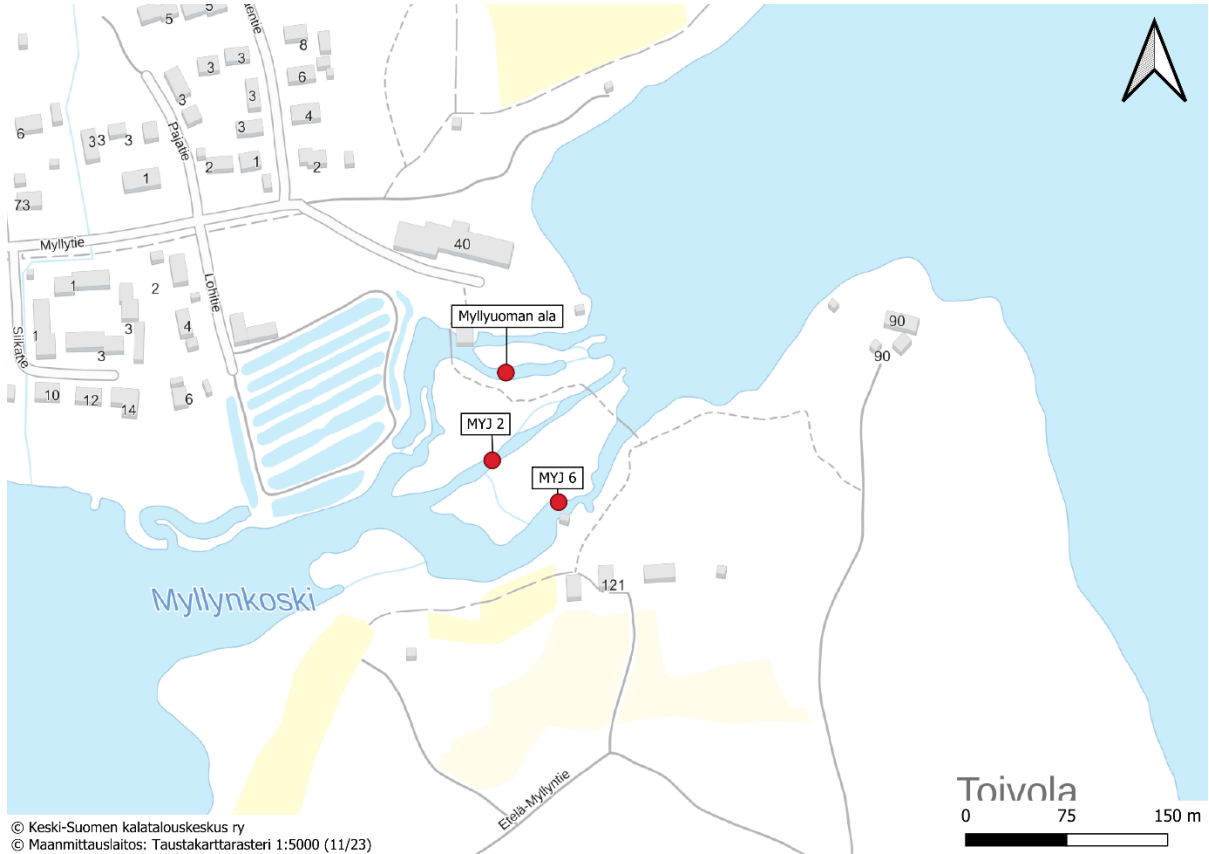 5
5
dentie
8
3
3
6
3
3
4
6
33
3
3
Pajatie
2
1
2
1
73
Myllytie
40
Lohitie
1
2
Myllyuoman ala
90
1
3
4
Siikatie
3
90
10
12
14
6
MYJ 2
MYJ 6
121
Myllynkoski
Etelä-Myllyntie
Toivola
0 75 150 m
© Keski-Suomen kalatalouskeskus ry
© Maanmittauslaitos: Taustakarttarasteri 1:5000 (11/23)